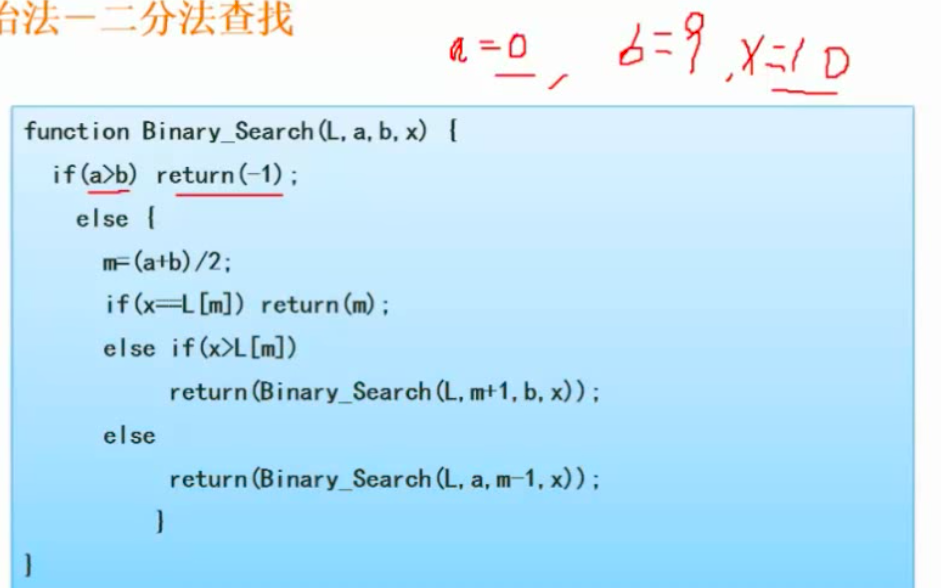 治法一二分法查找
a=0, b=9, x=10
function Binary_Search(L,a,b,x) {
if(a>b) return(-1);
else {
m=(a+b)/2;
if(x==L[m]) return(m);
else if(x>L[m])
return(Binary_Search(L,m+1,b,x));
else
return(Binary_Search(L,a,m-1,x));
}
}